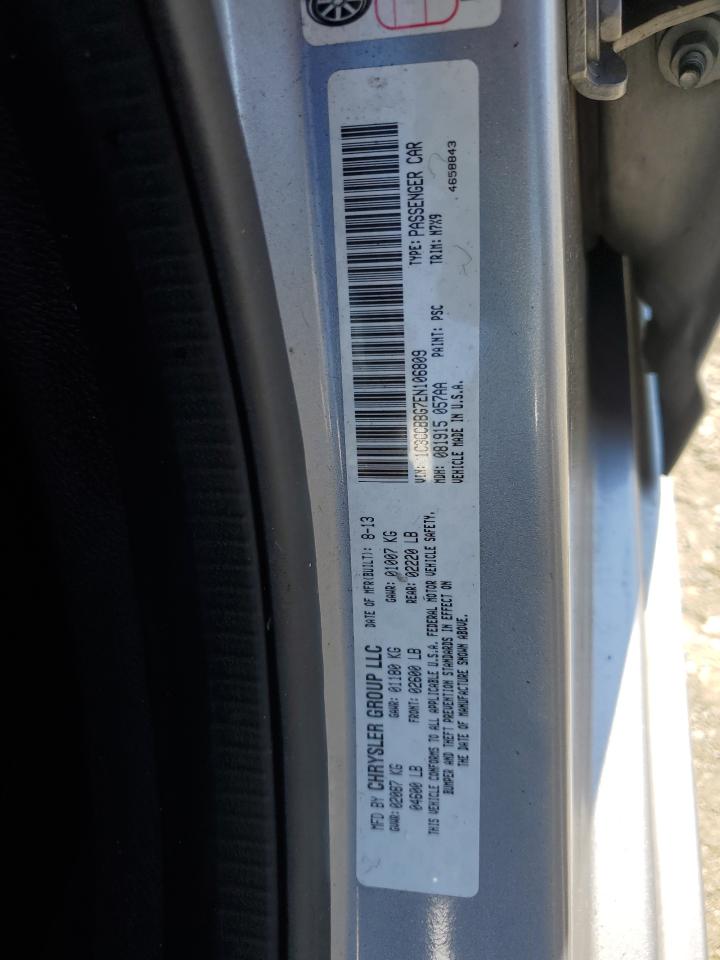 MFD BY CHRYSLER GROUP LLC
DATE OF MFR(BUILT): 8-13
GVWR: 02087 KG
GAWR: 01180 KG
GAWR: 01007 KG
04600 LB
FRONT: 02600 LB
REAR: 02220 LB
THIS VEHICLE CONFORMS TO ALL APPLICABLE U.S.A. FEDERAL MOTOR VEHICLE SAFETY,
BUMPER AND THEFT PREVENTION STANDARDS IN EFFECT ON
THE DATE OF MANUFACTURE SHOWN ABOVE.
VIN: 1C3CCBBG7EN106809
TYPE: PASSENGER CAR
MDH: 081915 057AA
PAINT: PSC
TRIM: M7X9
VEHICLE MADE IN U.S.A.
4658843